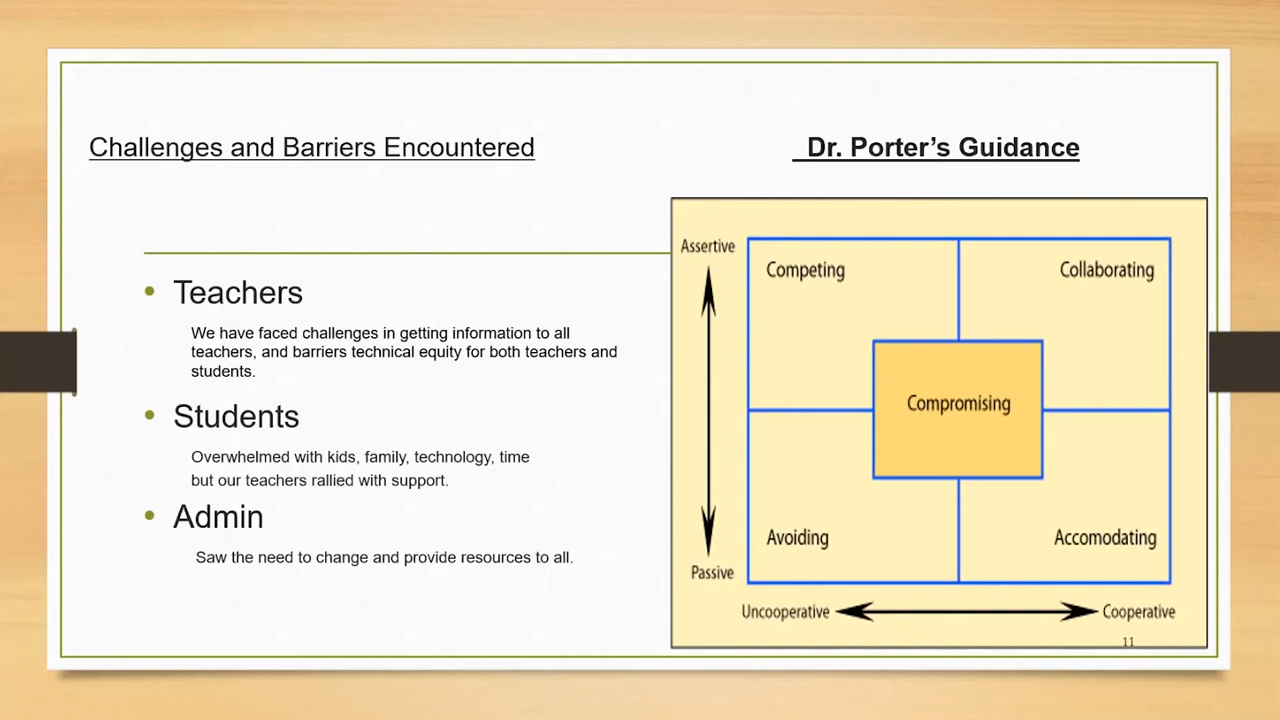 Challenges and Barriers Encountered
Dr. Porter’s Guidance
• Teachers
We have faced challenges in getting information to all
teachers, and barriers technical equity for both teachers and
students.
• Students
Overwhelmed with kids, family, technology, time
but our teachers rallied with support.
• Admin
Saw the need to change and provide resources to all.
Assertive
Competing
Collaborating
Compromising
Avoiding
Accomodating
Passive
Uncooperative
Cooperative
11